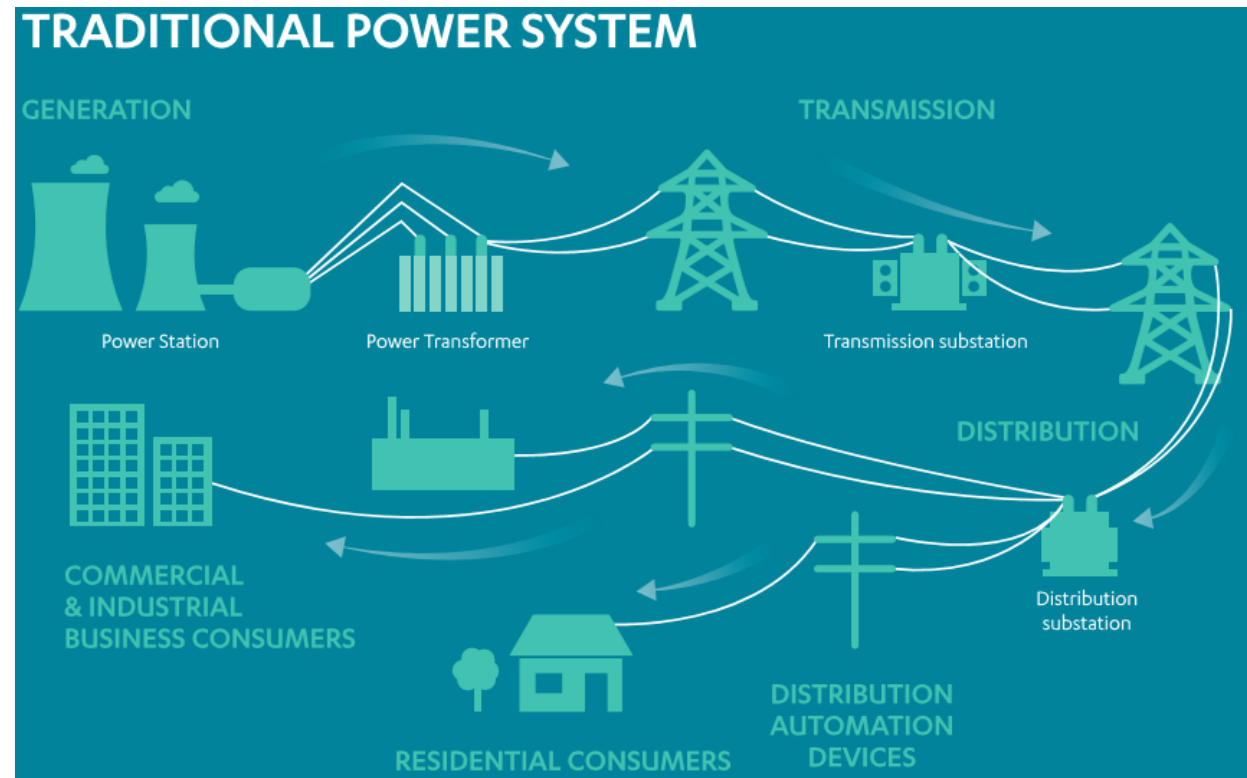 TRADITIONAL POWER SYSTEM
GENERATION
TRANSMISSION
Power Station
Power Transformer
Transmission substation
DISTRIBUTION
COMMERCIAL
& INDUSTRIAL
BUSINESS CONSUMERS
Distribution
substation
DISTRIBUTION
AUTOMATION
DEVICES
RESIDENTIAL CONSUMERS